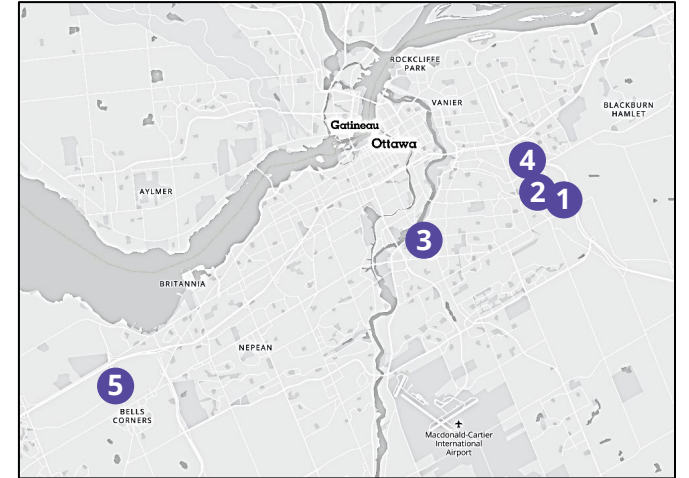 ROCKCLIFFE
PARK
VANIER
BLACKBURN
HAMLET
Gatineau
Ottawa
4
2
1
AYLMER
3
BRITANNIA
NEPEAN
5
BELLS
CORNERS
Macdonald-Cartier
International
Airport